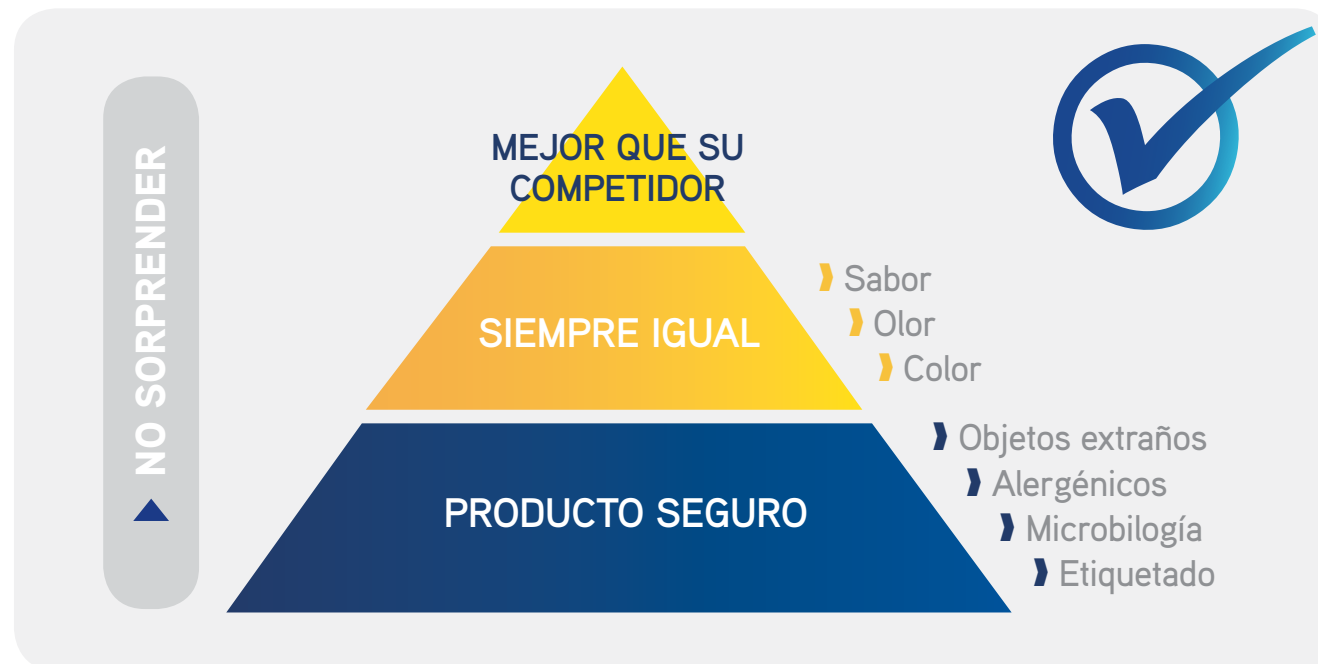 NO SORPRENDER
MEJOR QUE SU
COMPETIDOR
SIEMPRE IGUAL
Sabor
Olor
Color
PRODUCTO SEGURO
Objetos extraños
Alergénicos
Microbilogía
Etiquetado